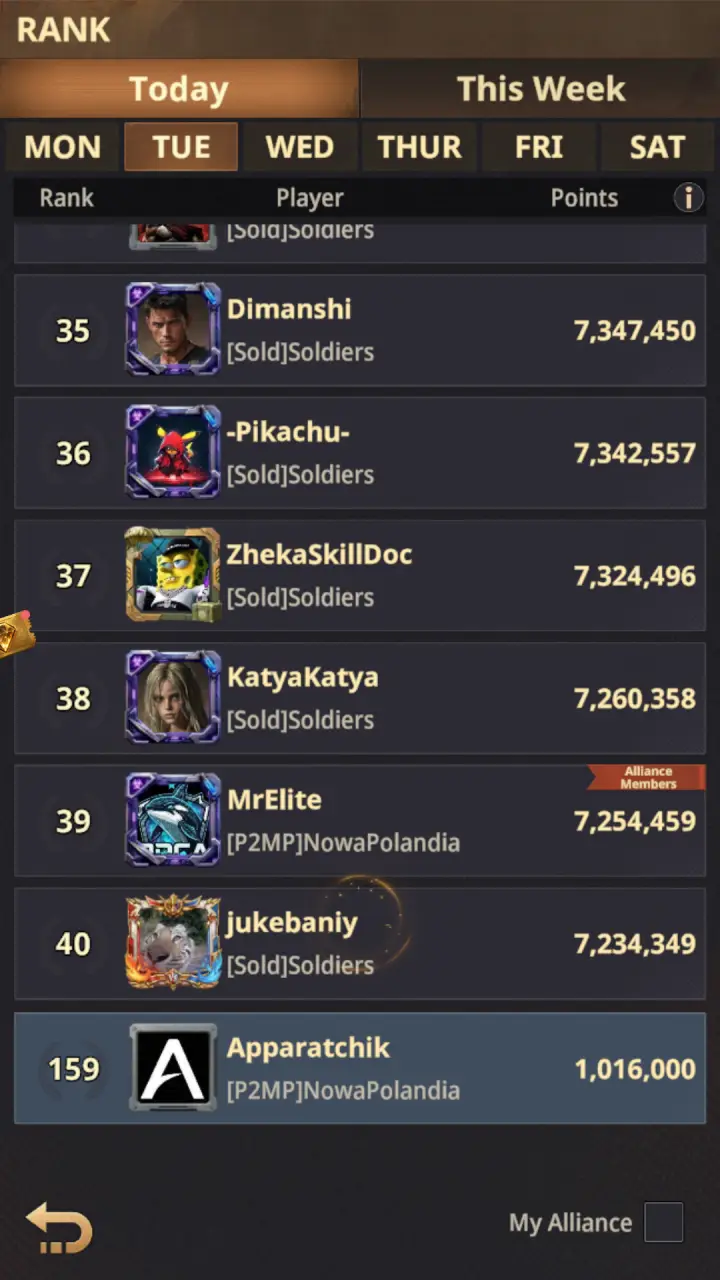 RANK
Today
This Week
MON
TUE
WED
THUR
FRI
SAT
Rank
Player
Points
[Sold]Soldiers
35
Dimanshi
[Sold]Soldiers
7,347,450
36
-Pikachu-
[Sold]Soldiers
7,342,557
37
ZhekaSkillDoc
[Sold]Soldiers
7,324,496
38
KatyaKatya
[Sold]Soldiers
7,260,358
Alliance
Members
39
MrElite
[P2MP]NowaPolandia
7,254,459
40
jukebaniy
[Sold]Soldiers
7,234,349
159
Apparatchik
[P2MP]NowaPolandia
1,016,000
My Alliance